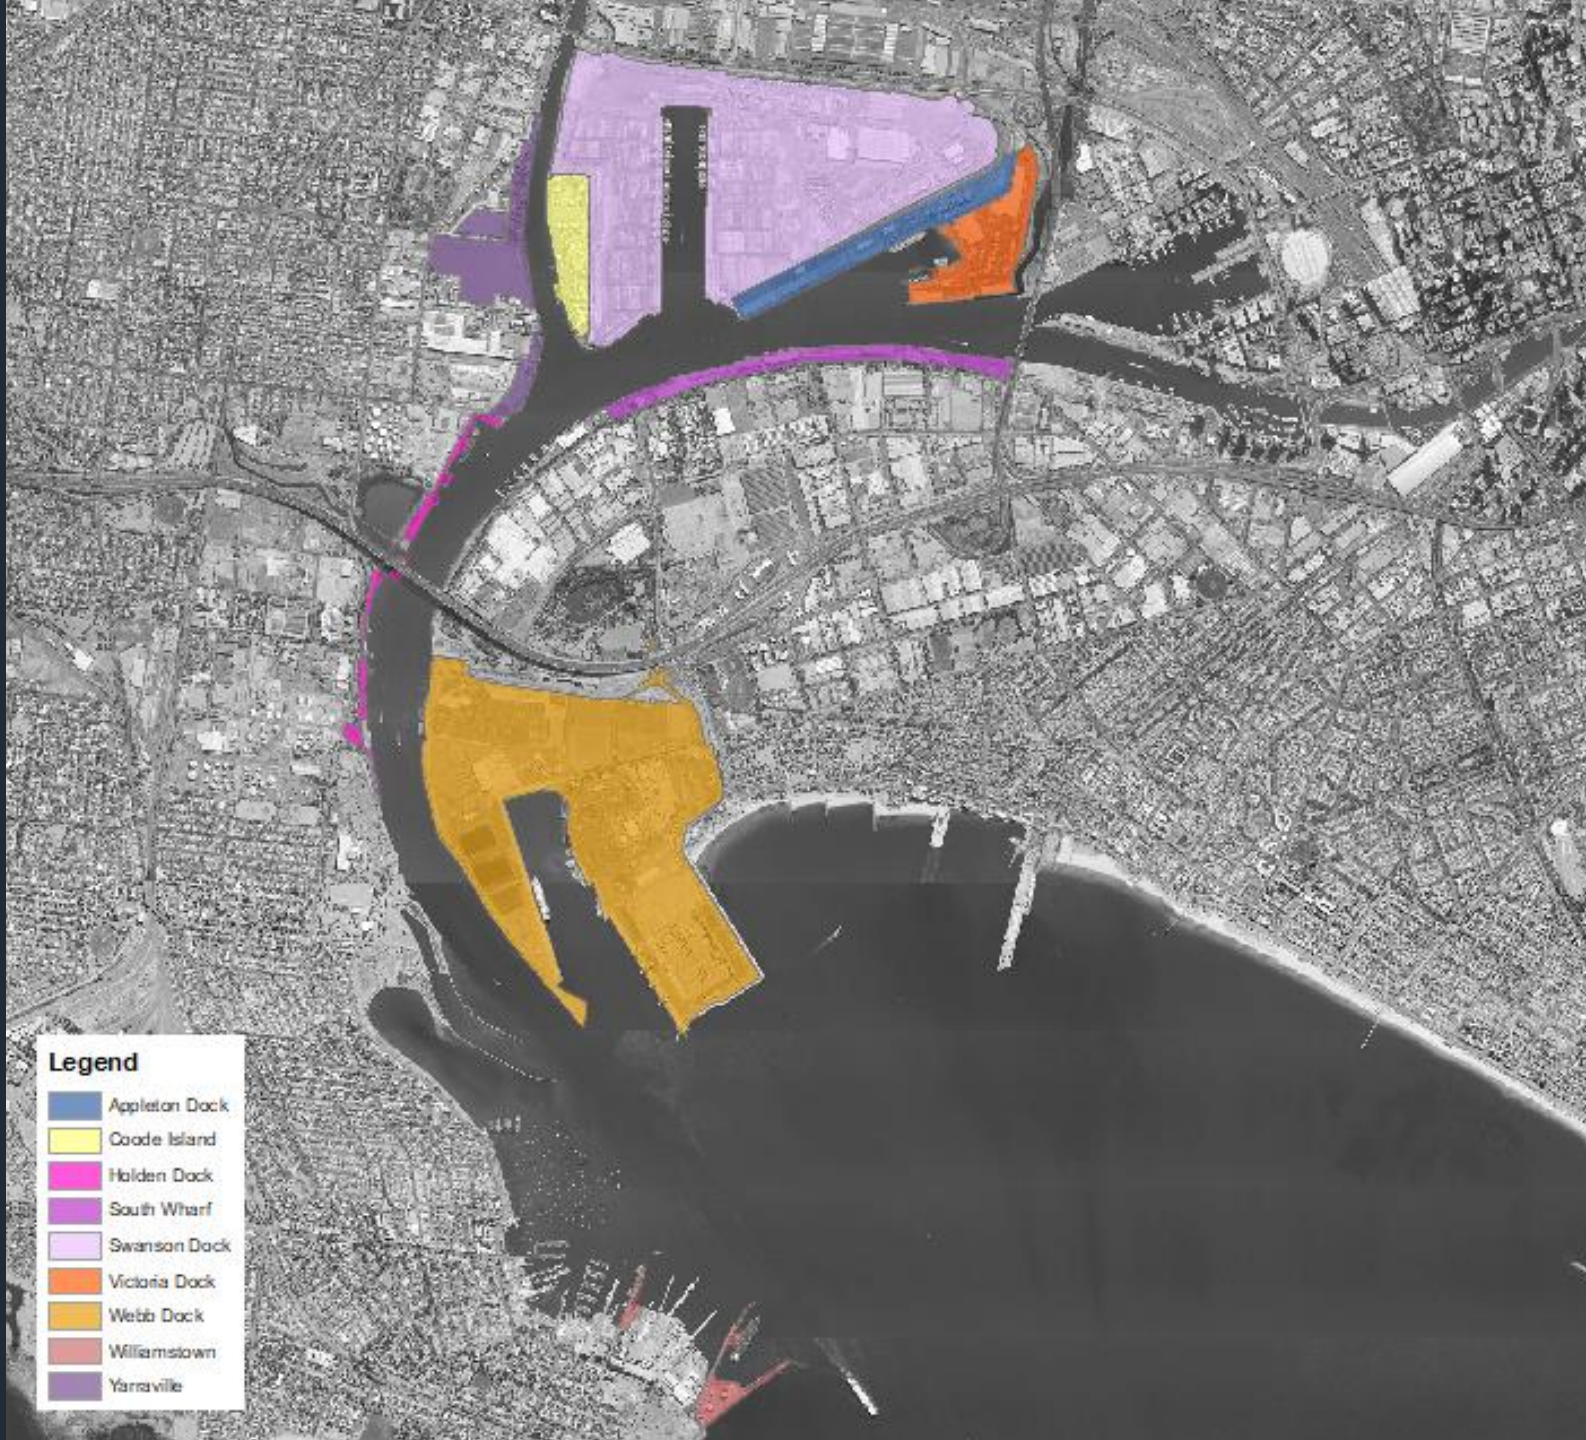 Legend
Appleton Dock
Coode Island
Holden Dock
South Wharf
Swanson Dock
Victoria Dock
Webb Dock
Williamstown
Yarraville